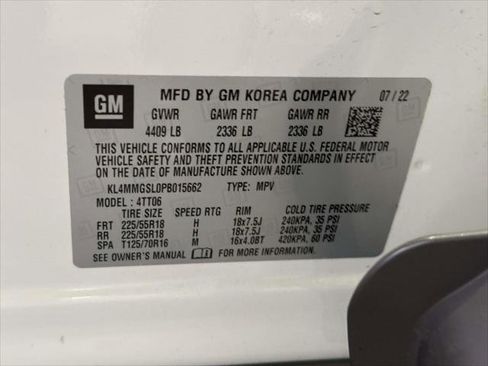 GM MFD BY GM KOREA COMPANY 07/22
GVWR GAWR FRT GAWR RR
4409 LB 2336 LB 2336 LB
THIS VEHICLE CONFORMS TO ALL APPLICABLE U.S. FEDERAL MOTOR
VEHICLE SAFETY AND THEFT PREVENTION STANDARDS IN EFFECT
ON THE DATE OF MANUFACTURE SHOWN ABOVE.
KL4MMGSL0PB015662 TYPE: MPV
MODEL: 4TT06 SPEED RTG RIM COLD TIRE PRESSURE
FRT 225/55R18 H 18x7.5J 240KPA, 35 PSI
RR 225/55R18 H 18x7.5J 240KPA, 35 PSI
SPA T125/70R16 M 16x4.0BT 420KPA, 60 PSI
SEE OWNER'S MANUAL FOR MORE INFORMATION.